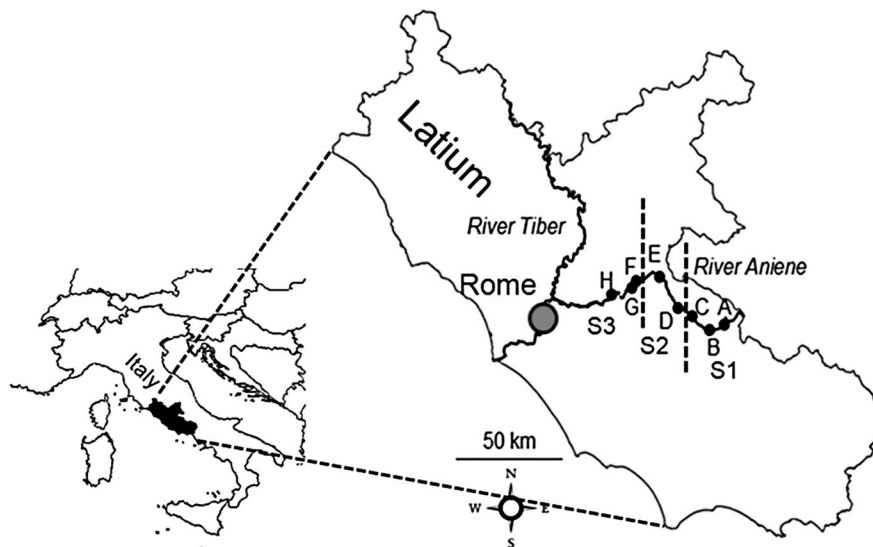 Latium
River Tiber
Rome
H
F
G
E
River Aniene
D
C
A
B
S3
S2
S1
Italy
50 km
N
W
E
S